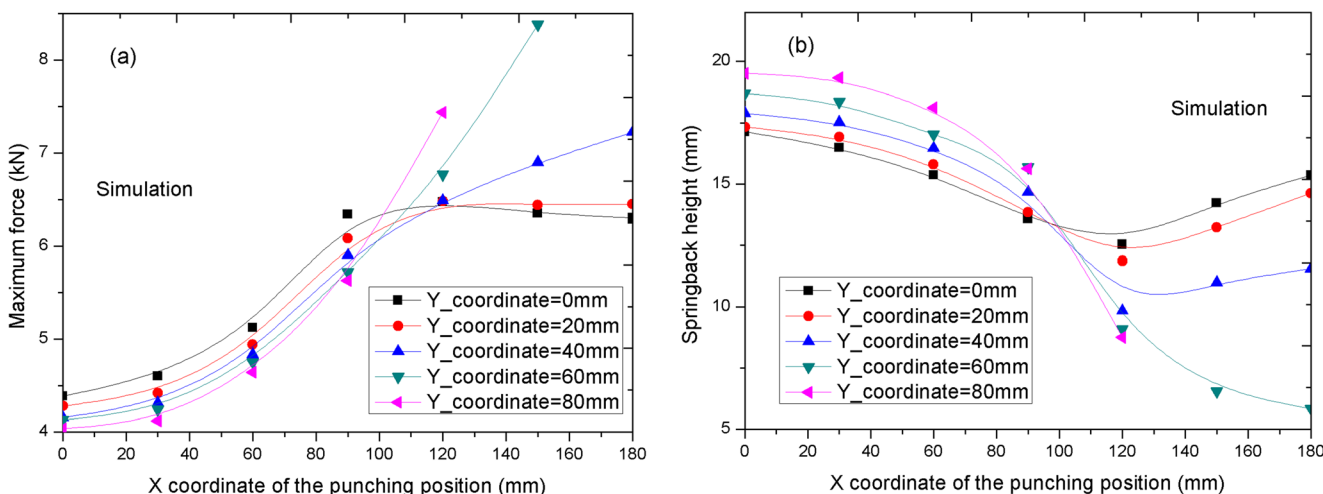 (a)
Simulation
Maximum force (kN)
8
7
6
5
4
Y_coordinate=0mm
Y_coordinate=20mm
Y_coordinate=40mm
Y_coordinate=60mm
Y_coordinate=80mm
0 20 40 60 80 100 120 140 160 180
X coordinate of the punching position (mm)
(b)
Simulation
Springback height (mm)
20
15
10
5
Y_coordinate=0mm
Y_coordinate=20mm
Y_coordinate=40mm
Y_coordinate=60mm
Y_coordinate=80mm
0 20 40 60 80 100 120 140 160 180
X coordinate of the punching position (mm)